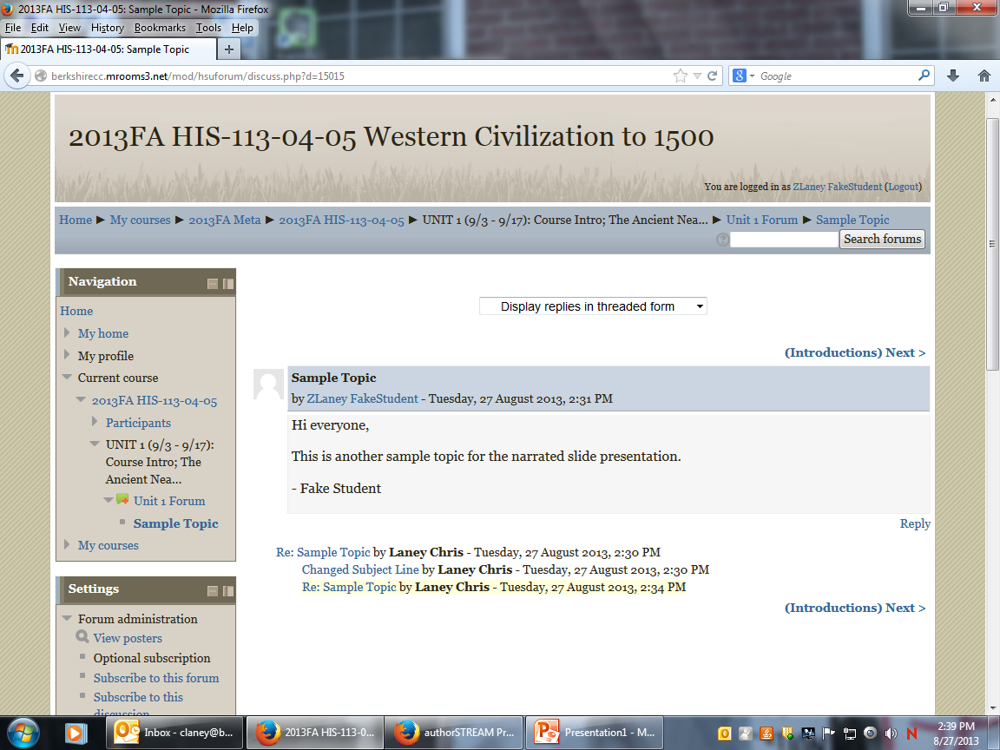 2013FA HIS-113-04-05: Sample Topic - Mozilla Firefox
File Edit View History Bookmarks Tools Help
2013FA HIS-113-04-05: Sample Topic
berkshirecc.mrooms3.net/mod/hsuforum/discuss.php?d=15015
Google
2013FA HIS-113-04-05 Western Civilization to 1500
You are logged in as ZLaney FakeStudent (Logout)
Home ► My courses ► 2013FA Meta ► 2013FA HIS-113-04-05 ► UNIT 1 (9/3 - 9/17): Course Intro; The Ancient Nea... ► Unit 1 Forum ► Sample Topic
Search forums
Navigation
Home
My home
My profile
Current course
2013FA HIS-113-04-05
Participants
UNIT 1 (9/3 - 9/17):
Course Intro; The
Ancient Nea...
Unit 1 Forum
Sample Topic
My courses
Settings
Forum administration
View posters
Optional subscription
Subscribe to this forum
Subscribe to this
discussion
Display replies in threaded form
(Introductions) Next >
Sample Topic
by ZLaney FakeStudent - Tuesday, 27 August 2013, 2:31 PM
Hi everyone,
This is another sample topic for the narrated slide presentation.
- Fake Student
Reply
Re: Sample Topic by Laney Chris - Tuesday, 27 August 2013, 2:30 PM
Changed Subject Line by Laney Chris - Tuesday, 27 August 2013, 2:30 PM
Re: Sample Topic by Laney Chris - Tuesday, 27 August 2013, 2:34 PM
(Introductions) Next >
Inbox - claney@b...
2013FA HIS-113-0...
authorSTREAM Pr...
Presentation1 - M...
2:39 PM
8/27/2013